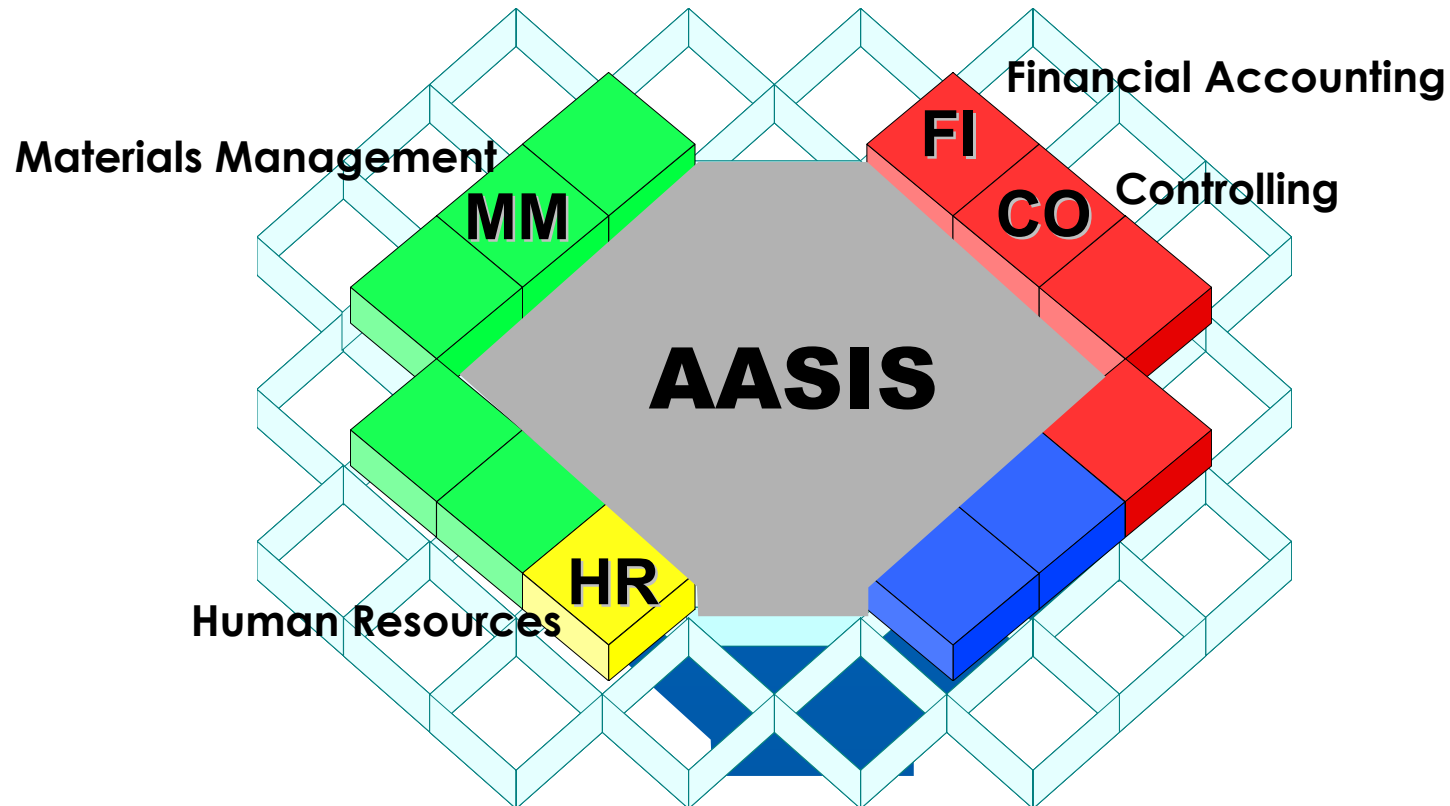 Financial Accounting
FI
Materials Management
Controlling
MM
CO
AASIS
HR
Human Resources